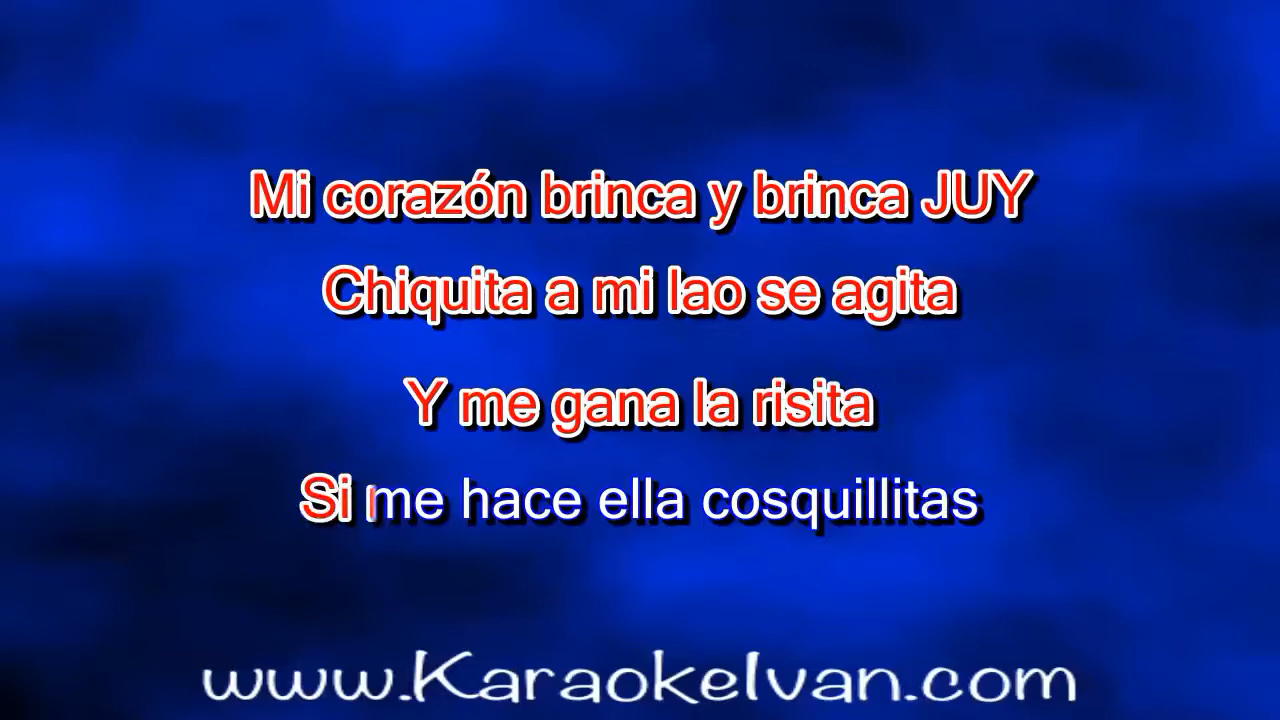 Mi corazón brinca y brinca JUY
Chiquita a mi lao se agita
Y me gana la risita
Si me hace ella cosquillitas
www.KaraokeIvan.com